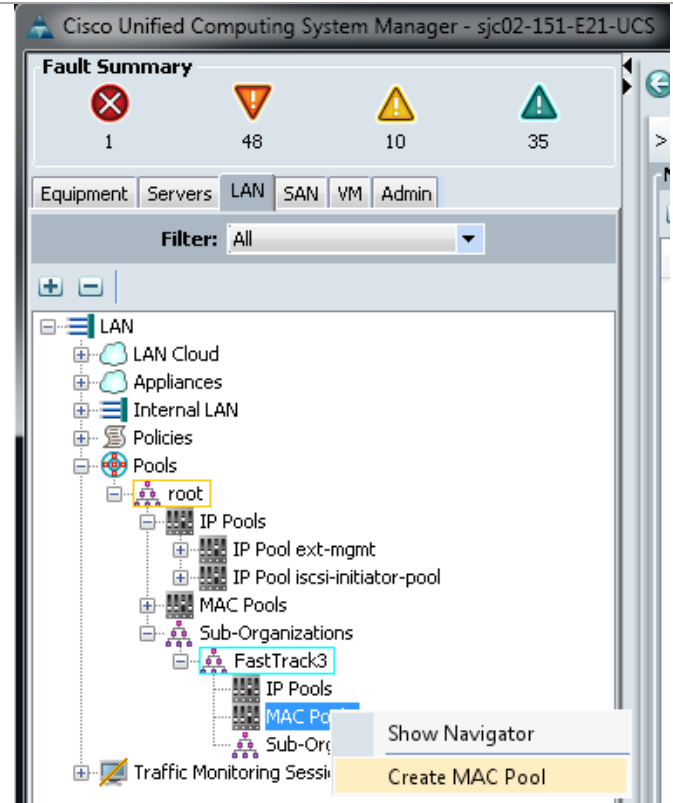 Cisco Unified Computing System Manager - sjc02-151-E21-UCS
Fault Summary
1 48 10 35
>
Equipment Servers LAN SAN VM Admin
Filter: All
LAN
LAN Cloud
Appliances
Internal LAN
Policies
Pools
root
IP Pools
IP Pool ext-mgmt
IP Pool iscsi-initiator-pool
MAC Pools
Sub-Organizations
FastTrack3
IP Pools
MAC Po
Sub-Org
Show Navigator
Traffic Monitoring Sessi
Create MAC Pool